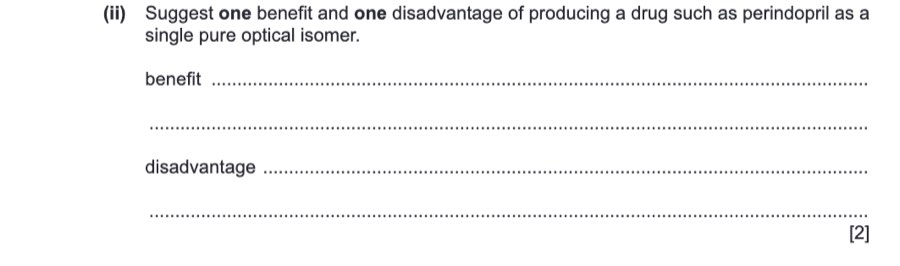 (ii) Suggest one benefit and one disadvantage of producing a drug such as perindopril as a
single pure optical isomer.
benefit ................................................................................................................................
................................................................................................................................
disadvantage ................................................................................................................................
................................................................................................................................
[2]